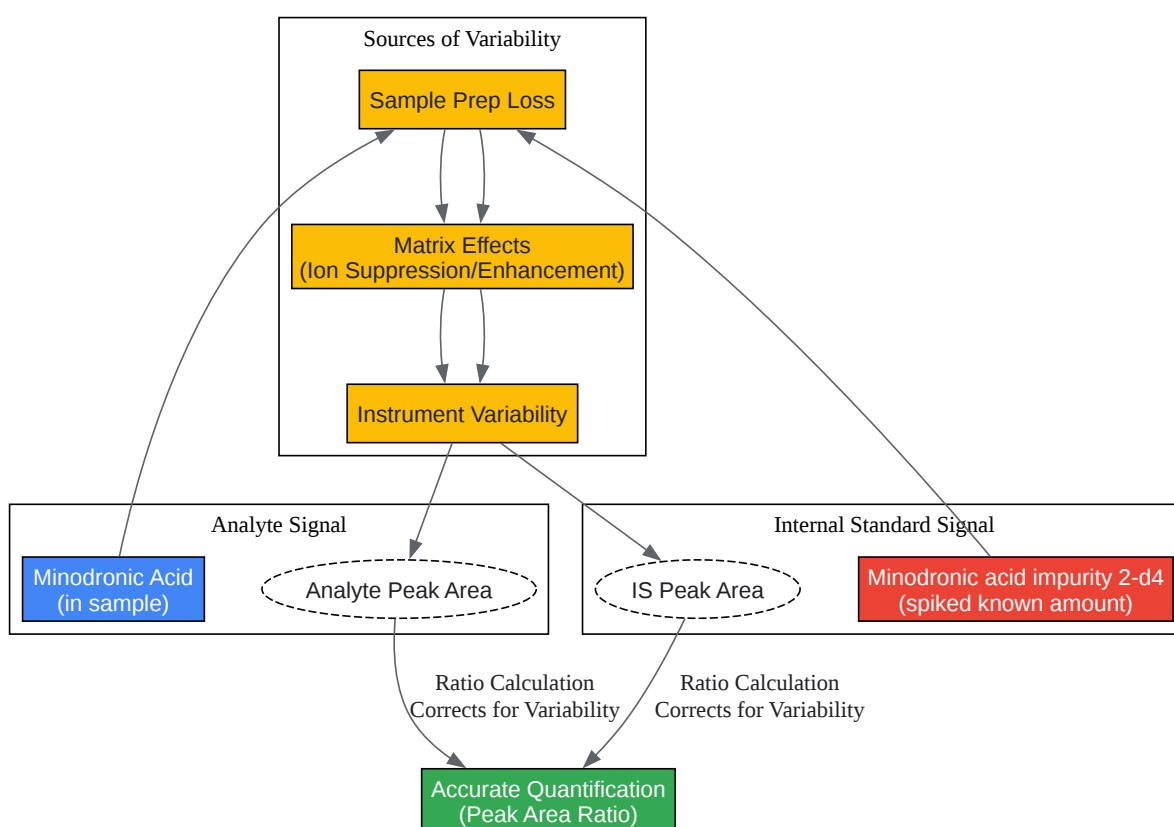 Sources of Variability
Sample Prep Loss
Matrix Effects
(Ion Suppression/Enhancement)
Instrument Variability
Analyte Signal
Minodronic Acid
(in sample)
Analyte Peak Area
Internal Standard Signal
IS Peak Area
Minodronic acid impurity 2-d4
(spiked known amount)
Ratio Calculation
Corrects for Variability
Ratio Calculation
Corrects for Variability
Accurate Quantification
(Peak Area Ratio)